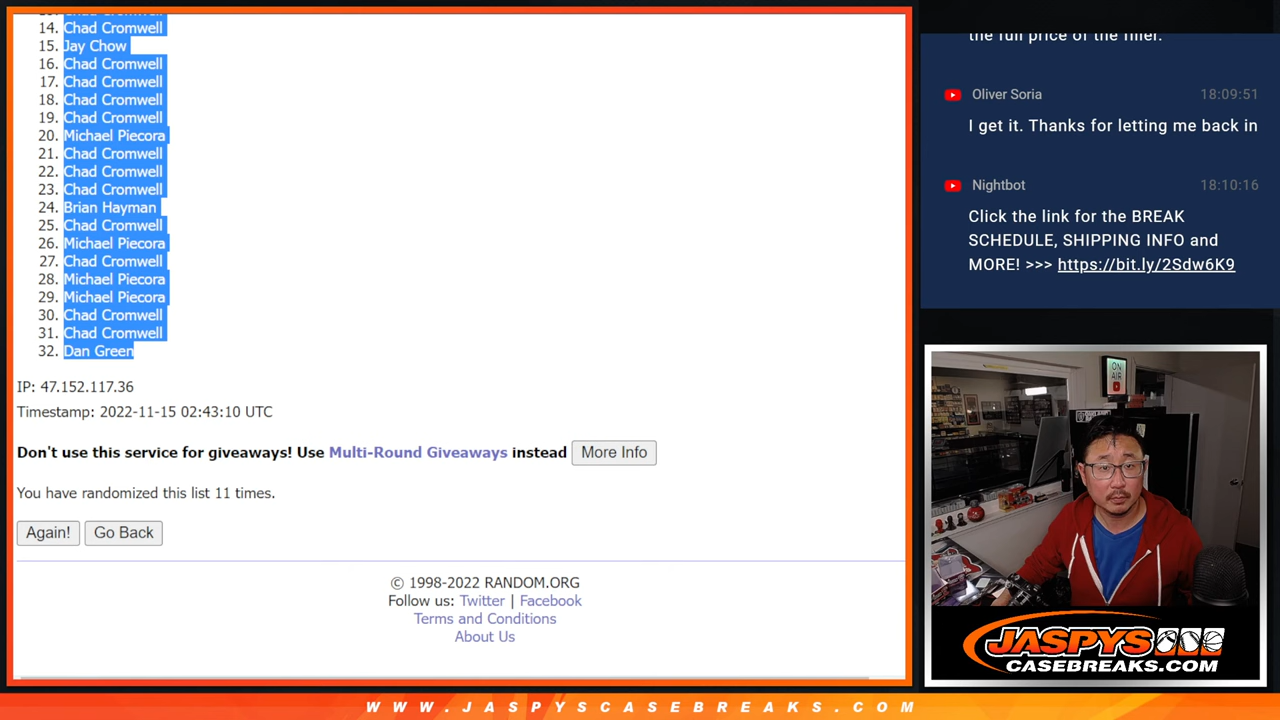 14. Chad Cromwell
15. Jay Chow
16. Chad Cromwell
17. Chad Cromwell
18. Chad Cromwell
19. Chad Cromwell
20. Michael Piecora
21. Chad Cromwell
22. Chad Cromwell
23. Chad Cromwell
24. Brian Hayman
25. Chad Cromwell
26. Michael Piecora
27. Chad Cromwell
28. Michael Piecora
29. Michael Piecora
30. Chad Cromwell
31. Chad Cromwell
32. Dan Green
IP: 47.152.117.36
Timestamp: 2022-11-15 02:43:10 UTC
Don't use this service for giveaways! Use Multi-Round Giveaways instead More Info
You have randomized this list 11 times.
Again! Go Back
© 1998-2022 RANDOM.ORG
Follow us: Twitter | Facebook
Terms and Conditions
About Us
the full price of the filler.
Oliver Soria 18:09:51
I get it. Thanks for letting me back in
Nightbot 18:10:16
Click the link for the BREAK
SCHEDULE, SHIPPING INFO and
MORE! >>> https://bit.ly/2Sdw6K9
ON
AIR
JASPYS
CASEBREAKS.COM
WWW.JASPYSCASEBREAKS.COM